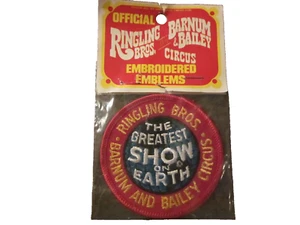 OFFICIAL
RINGLING BROS. BARNUM & BAILEY
CIRCUS
EMBROIDERED
EMBLEMS
RINGLING BROS.
THE
GREATEST
SHOW
ON
EARTH
BARNUM AND BAILEY CIRCUS